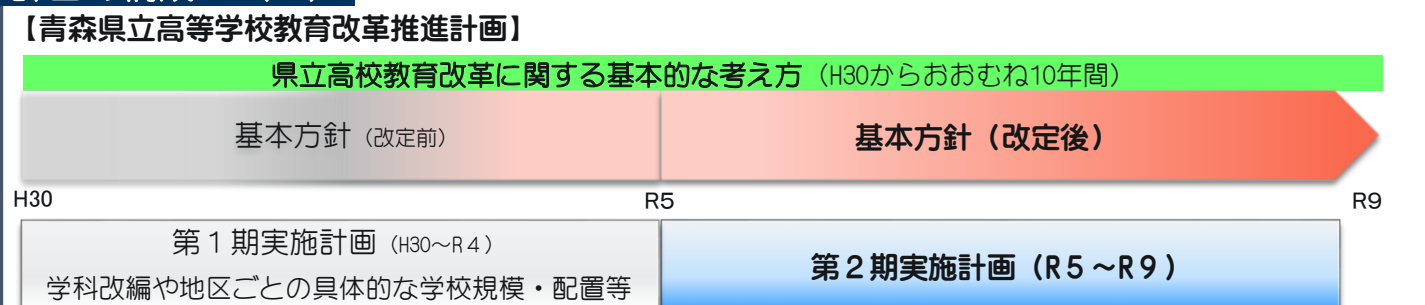 【青森県立高等学校教育改革推進計画】
県立高校教育改革に関する基本的な考え方（H30からおおむね10年間）
基本方針（改定前）
基本方針（改定後）
H30
R5
R9
第１期実施計画（H30～R４）
学科改編や地区ごとの具体的な学校規模・配置等
第２期実施計画（R５～R９）